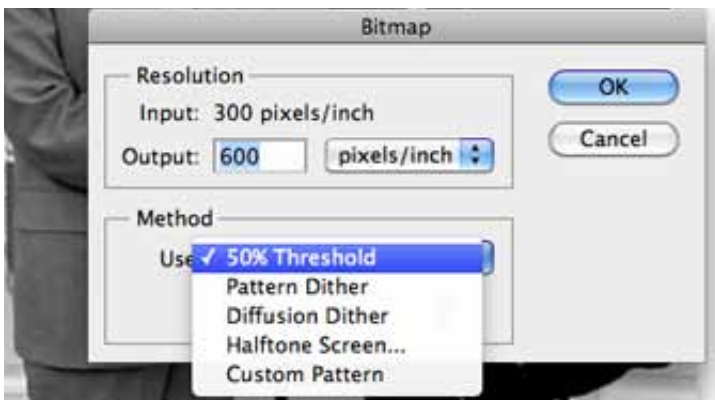 Bitmap
Resolution
Input: 300 pixels/inch
Output: 600 pixels/inch
OK
Cancel
Method
Use
✓ 50% Threshold
Pattern Dither
Diffusion Dither
Halftone Screen...
Custom Pattern